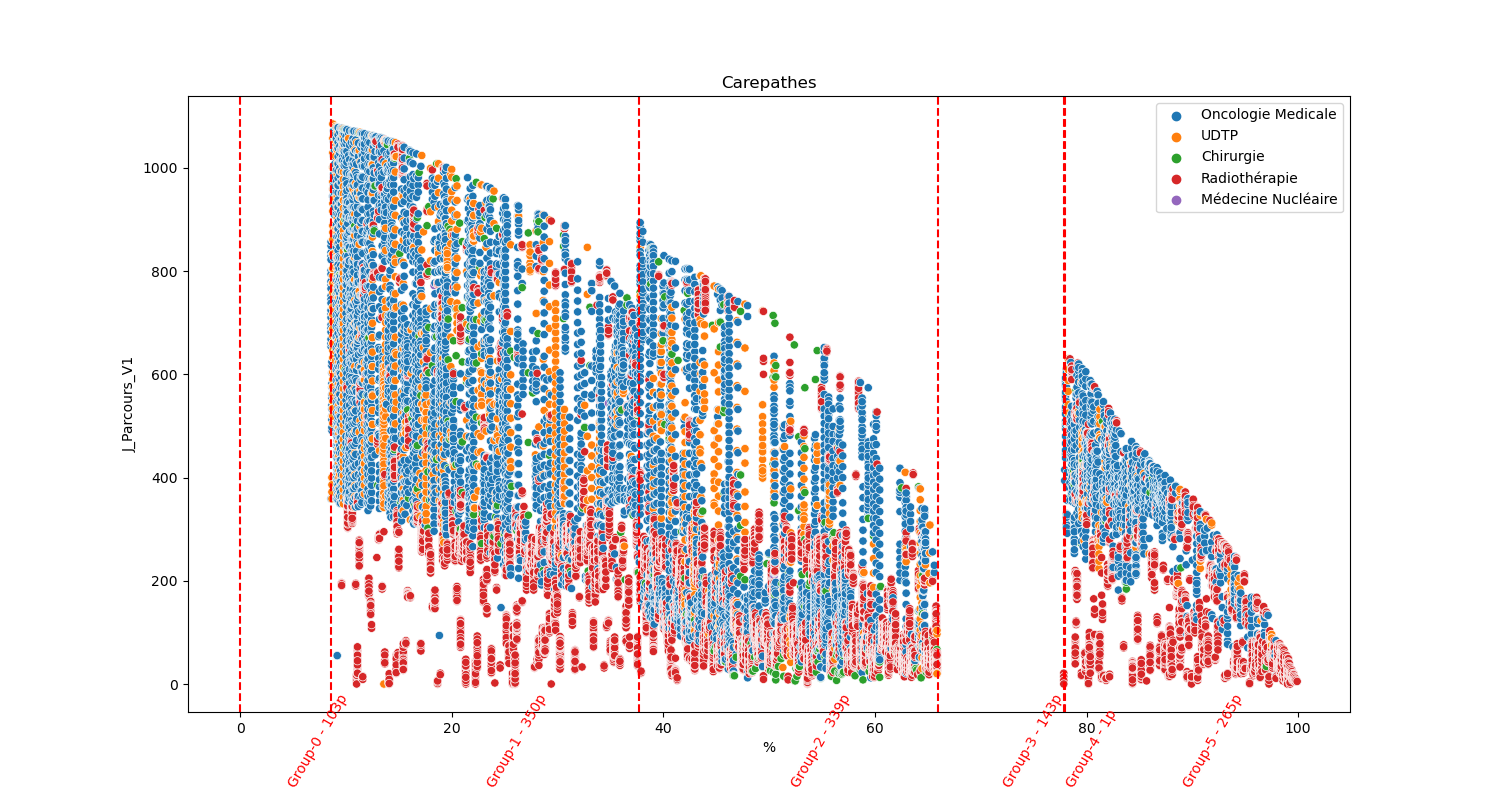 Carepathes
Oncologie Medicale
UDTP
Chirurgie
Radiothérapie
Médecine Nucléaire
J_Parcours_V1
1000
800
600
400
200
0
0
20
40
60
80
100
%
Group-0 - 103p
Group-1 - 350p
Group-2 - 339p
Group-3 - 143p
Group-4 - 1p
Group-5 - 265p